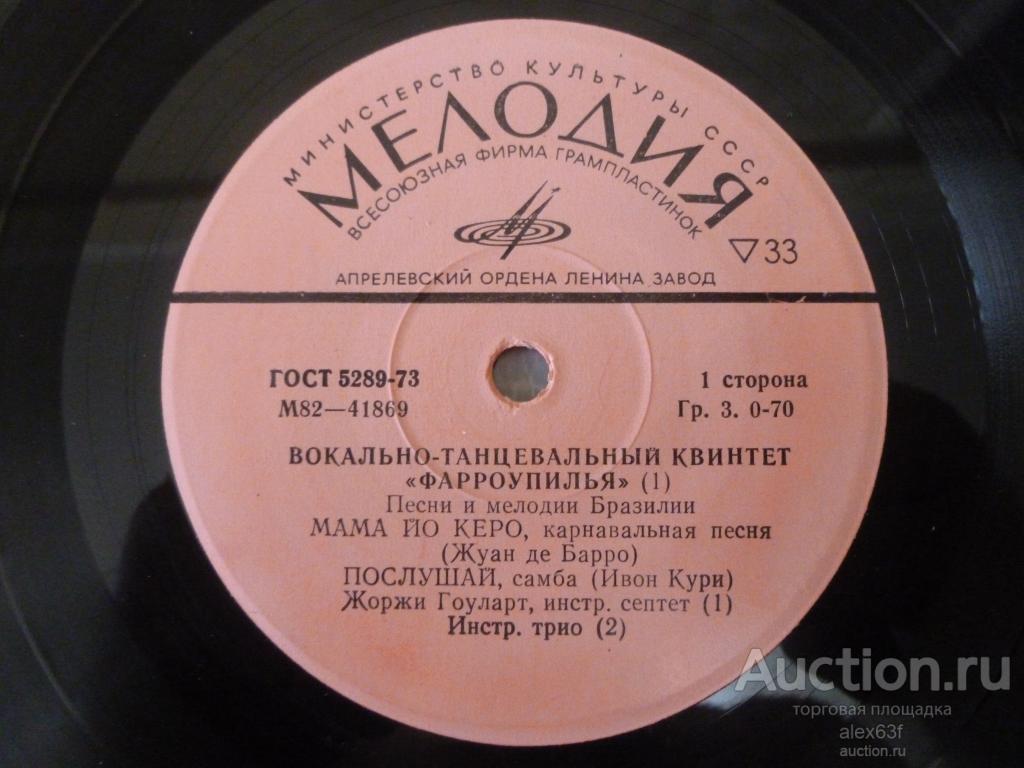 МИНИСТЕРСТВО КУЛЬТУРЫ СССР
МЕЛОДИЯ
ВСЕСОЮЗНАЯ ФИРМА ГРАМПЛАСТИНОК
▽33
АПРЕЛЕВСКИЙ ОРДЕНА ЛЕНИНА ЗАВОД
ГОСТ 5289-73
1 сторона
М82—41869
Гр. 3. 0-70
ВОКАЛЬНО-ТАНЦЕВАЛЬНЫЙ КВИНТЕТ
«ФАРРОУПИЛЬЯ» (1)
Песни и мелодии Бразилии
МАМА ЙО КЕРО, карнавальная песня
(Жуан де Барро)
ПОСЛУШАЙ, самба (Ивон Кури)
Жоржи Гоуларт, инстр. септет (1)
Инстр. трио (2)
Auction.ru
торговая площадка
alex63f
auction.ru